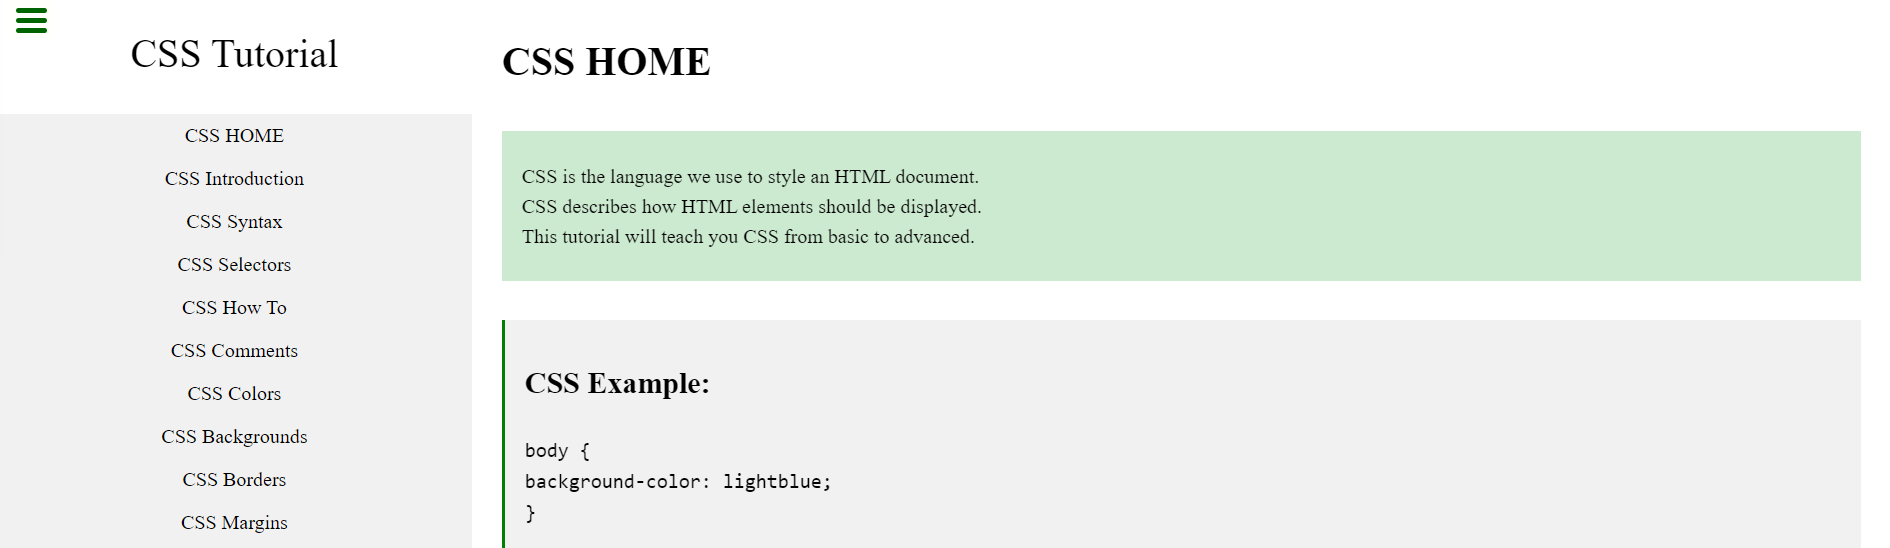 CSS Tutorial
CSS HOME
CSS Introduction
CSS Syntax
CSS Selectors
CSS How To
CSS Comments
CSS Colors
CSS Backgrounds
CSS Borders
CSS Margins
CSS HOME
CSS is the language we use to style an HTML document.
CSS describes how HTML elements should be displayed.
This tutorial will teach you CSS from basic to advanced.
CSS Example:
body {
background-color: lightblue;
}